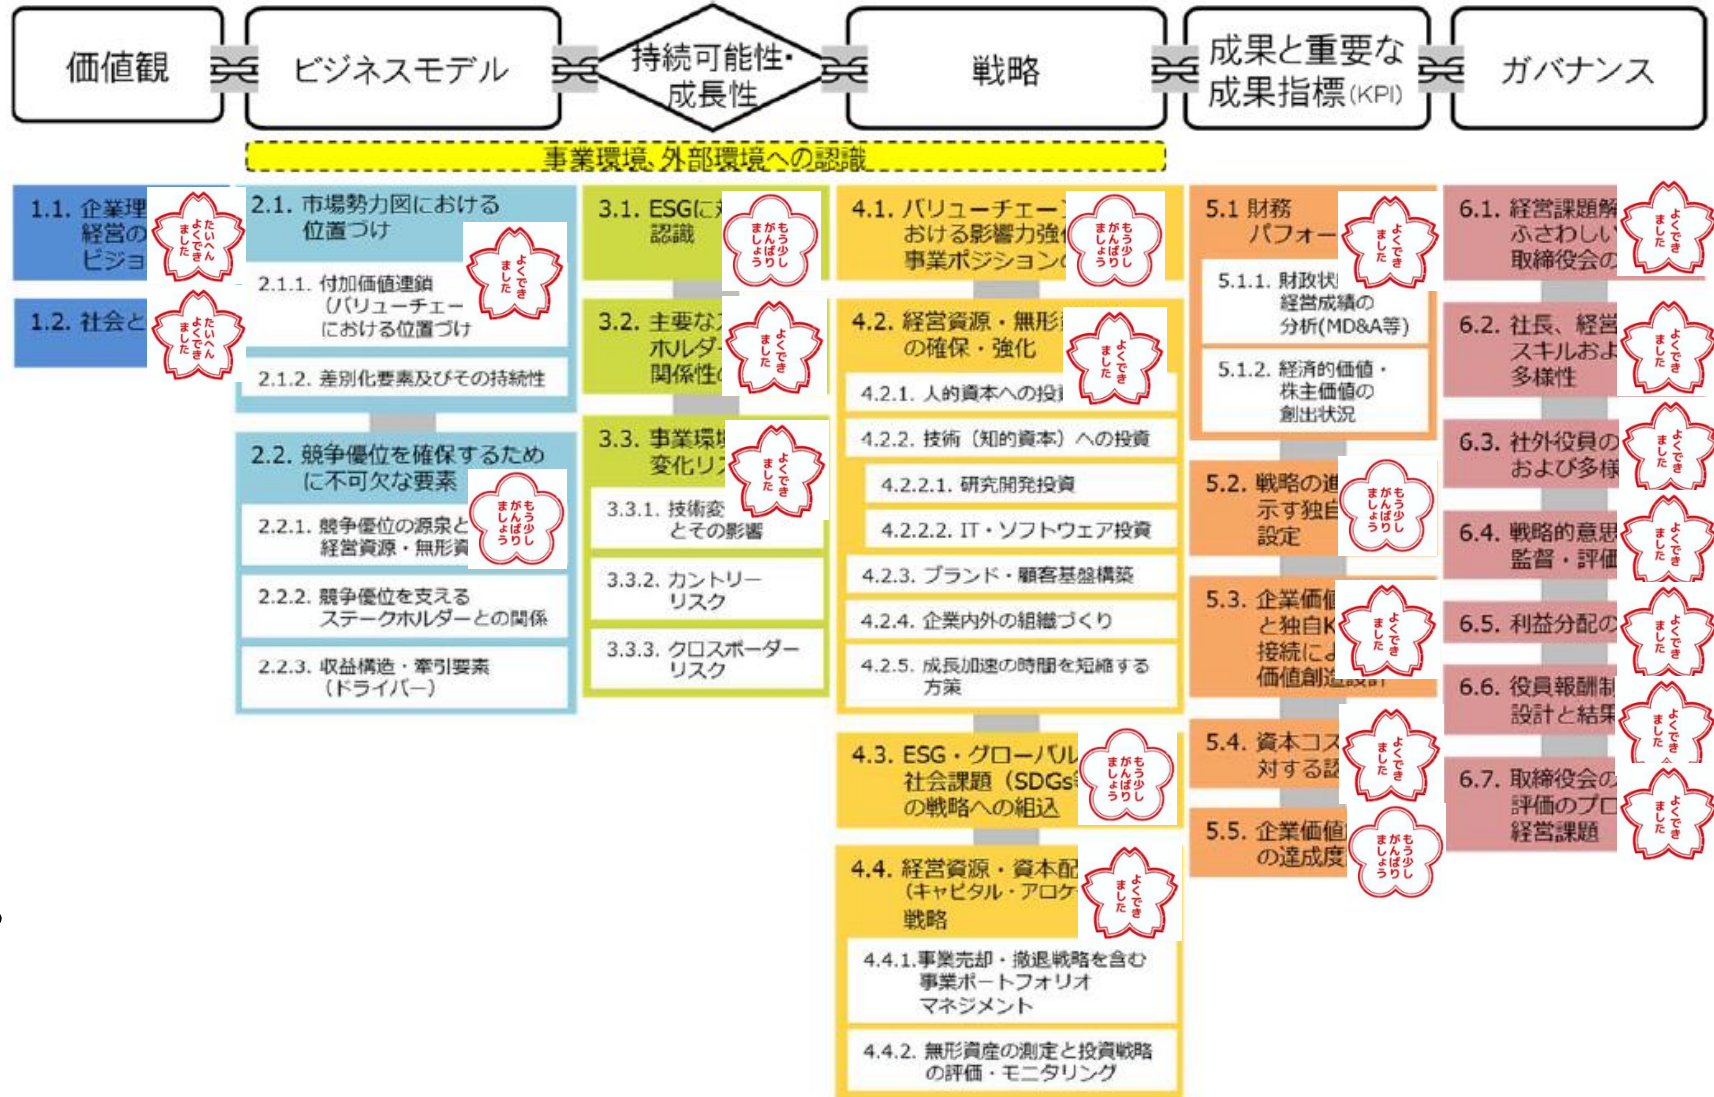 価値観
ビジネスモデル
持続可能性・
成長性
戦略
成果と重要な
成果指標(KPI)
ガバナンス
事業環境、外部環境への認識
1.1. 企業理
経営の
ビジョ
たいへん
よくでき
ました
1.2. 社会と
たいへん
よくでき
ました
2.1. 市場勢力図における
位置づけ
よくでき
ました
2.1.1. 付加価値連鎖
(バリューチェー
における位置づけ
2.1.2. 差別化要素及びその持続性
2.2. 競争優位を確保するため
に不可欠な要素
もう少し
がんばり
ましょう
2.2.1. 競争優位の源泉と
経営資源・無形資
2.2.2. 競争優位を支える
ステークホルダーとの関係
2.2.3. 収益構造・牽引要素
(ドライバー)
3.1. ESGに
認識
もう少し
がんばり
ましょう
3.2. 主要な
ホルダー
関係性の
よくでき
ました
3.3. 事業環境
変化リス
よくでき
ました
3.3.1. 技術変
とその影響
3.3.2. カントリー
リスク
3.3.3. クロスボーダー
リスク
4.1. バリューチェー
おける影響力強化
事業ポジションの
もう少し
がんばり
ましょう
4.2. 経営資源・無形
の確保・強化
よくでき
ました
4.2.1. 人的資本への投資
4.2.2. 技術（知的資本）への投資
4.2.2.1. 研究開発投資
4.2.2.2. IT・ソフトウェア投資
4.2.3. ブランド・顧客基盤構築
4.2.4. 企業内外の組織づくり
4.2.5. 成長加速の時間を短縮する
方策
4.3. ESG・グローバル
社会課題（SDGs
の戦略への組込
もう少し
がんばり
ましょう
4.4. 経営資源・資本配
(キャピタル・アロケ
戦略
よくでき
ました
4.4.1.事業売却・撤退戦略を含む
事業ポートフォリオ
マネジメント
4.4.2. 無形資産の測定と投資戦略
の評価・モニタリング
5.1 財務
パフォー
よくでき
ました
5.1.1. 財政状
経営成績の
分析(MD&A等)
5.1.2. 経済的価値・
株主価値の
創出状況
5.2. 戦略の進
示す独自
設定
もう少し
がんばり
ましょう
5.3. 企業価値
と独自K
接続によ
価値創造設計
よくでき
ました
5.4. 資本コス
対する認
よくでき
ました
5.5. 企業価値
の達成度
もう少し
がんばり
ましょう
6.1. 経営課題解
ふさわしい
取締役会の
よくでき
ました
6.2. 社長、経営
スキルおよ
多様性
よくでき
ました
6.3. 社外役員の
および多様
よくでき
ました
6.4. 戦略的意思
監督・評価
よくでき
ました
6.5. 利益分配の
よくでき
ました
6.6. 役員報酬制
設計と結果
よくでき
ました
6.7. 取締役会の
評価のプロ
経営課題
よくでき
ました